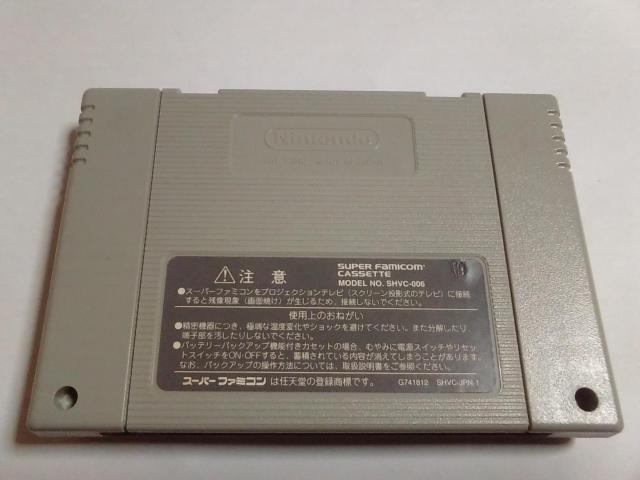 Nintendo
SUPER FAMICOM
CASSETTE
MODEL NO. SHVC-006
⚠注 意
●スーパーファミコンをプロジェクションテレビ（スクリーン投影式のテレビ）に接続
すると残像現象（画面焼け）が生じるため、接続しないでください。
使用上のおねがい
●精密機器につき、極端な温度変化やショックを避けてください。また分解したり、
端子部を汚したりしないでください。
●バッテリーバックアップ機能付きカセットの場合、むやみに電源スイッチやリセッ
トスイッチをON・OFFすると、蓄積されている内容が消えてしまうことがあります。
なお、バックアップの操作方法については、取扱説明書をご参照ください。
スーパーファミコン は任天堂の登録商標です。
G741812 SHVC-JPN-1